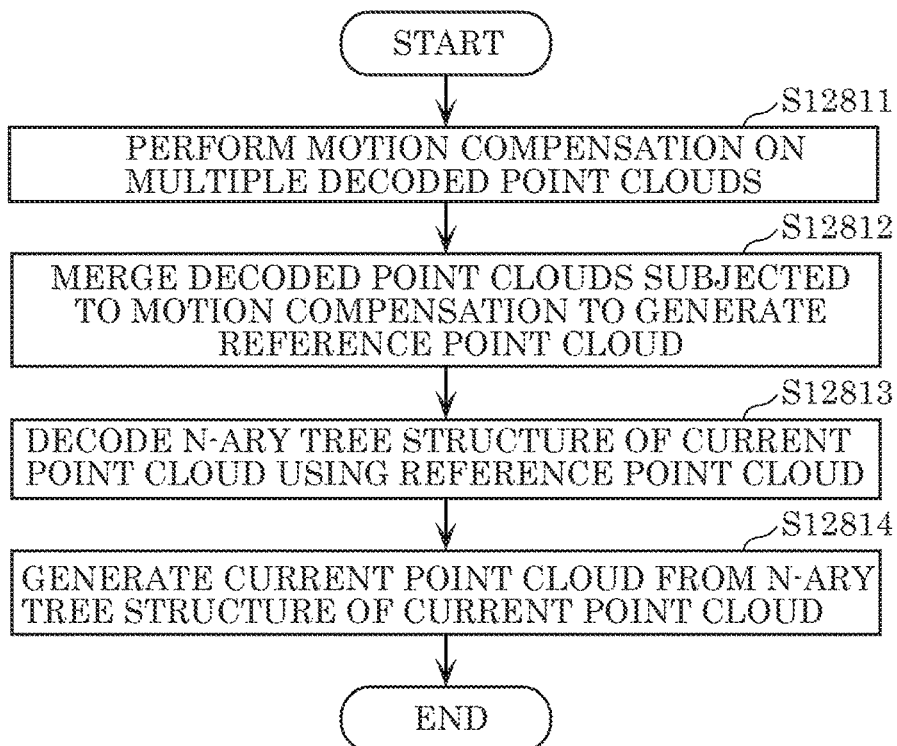 START
S12811
PERFORM MOTION COMPENSATION ON
MULTIPLE DECODED POINT CLOUDS
S12812
MERGE DECODED POINT CLOUDS SUBJECTED
TO MOTION COMPENSATION TO GENERATE
REFERENCE POINT CLOUD
S12813
DECODE N-ARY TREE STRUCTURE OF CURRENT
POINT CLOUD USING REFERENCE POINT CLOUD
S12814
GENERATE CURRENT POINT CLOUD FROM N-ARY
TREE STRUCTURE OF CURRENT POINT CLOUD
END